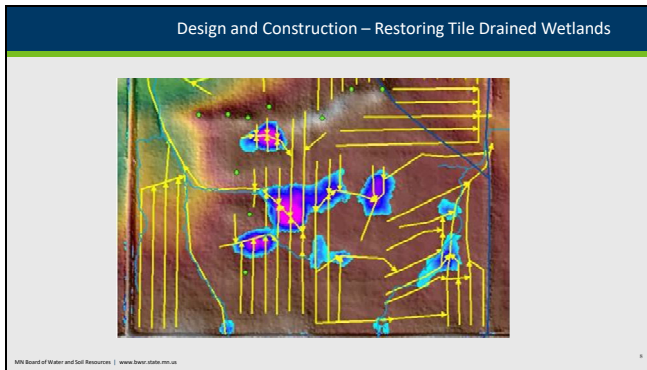 Design and Construction – Restoring Tile Drained Wetlands
MN Board of Water and Soil Resources | www.bwsr.state.mn.us